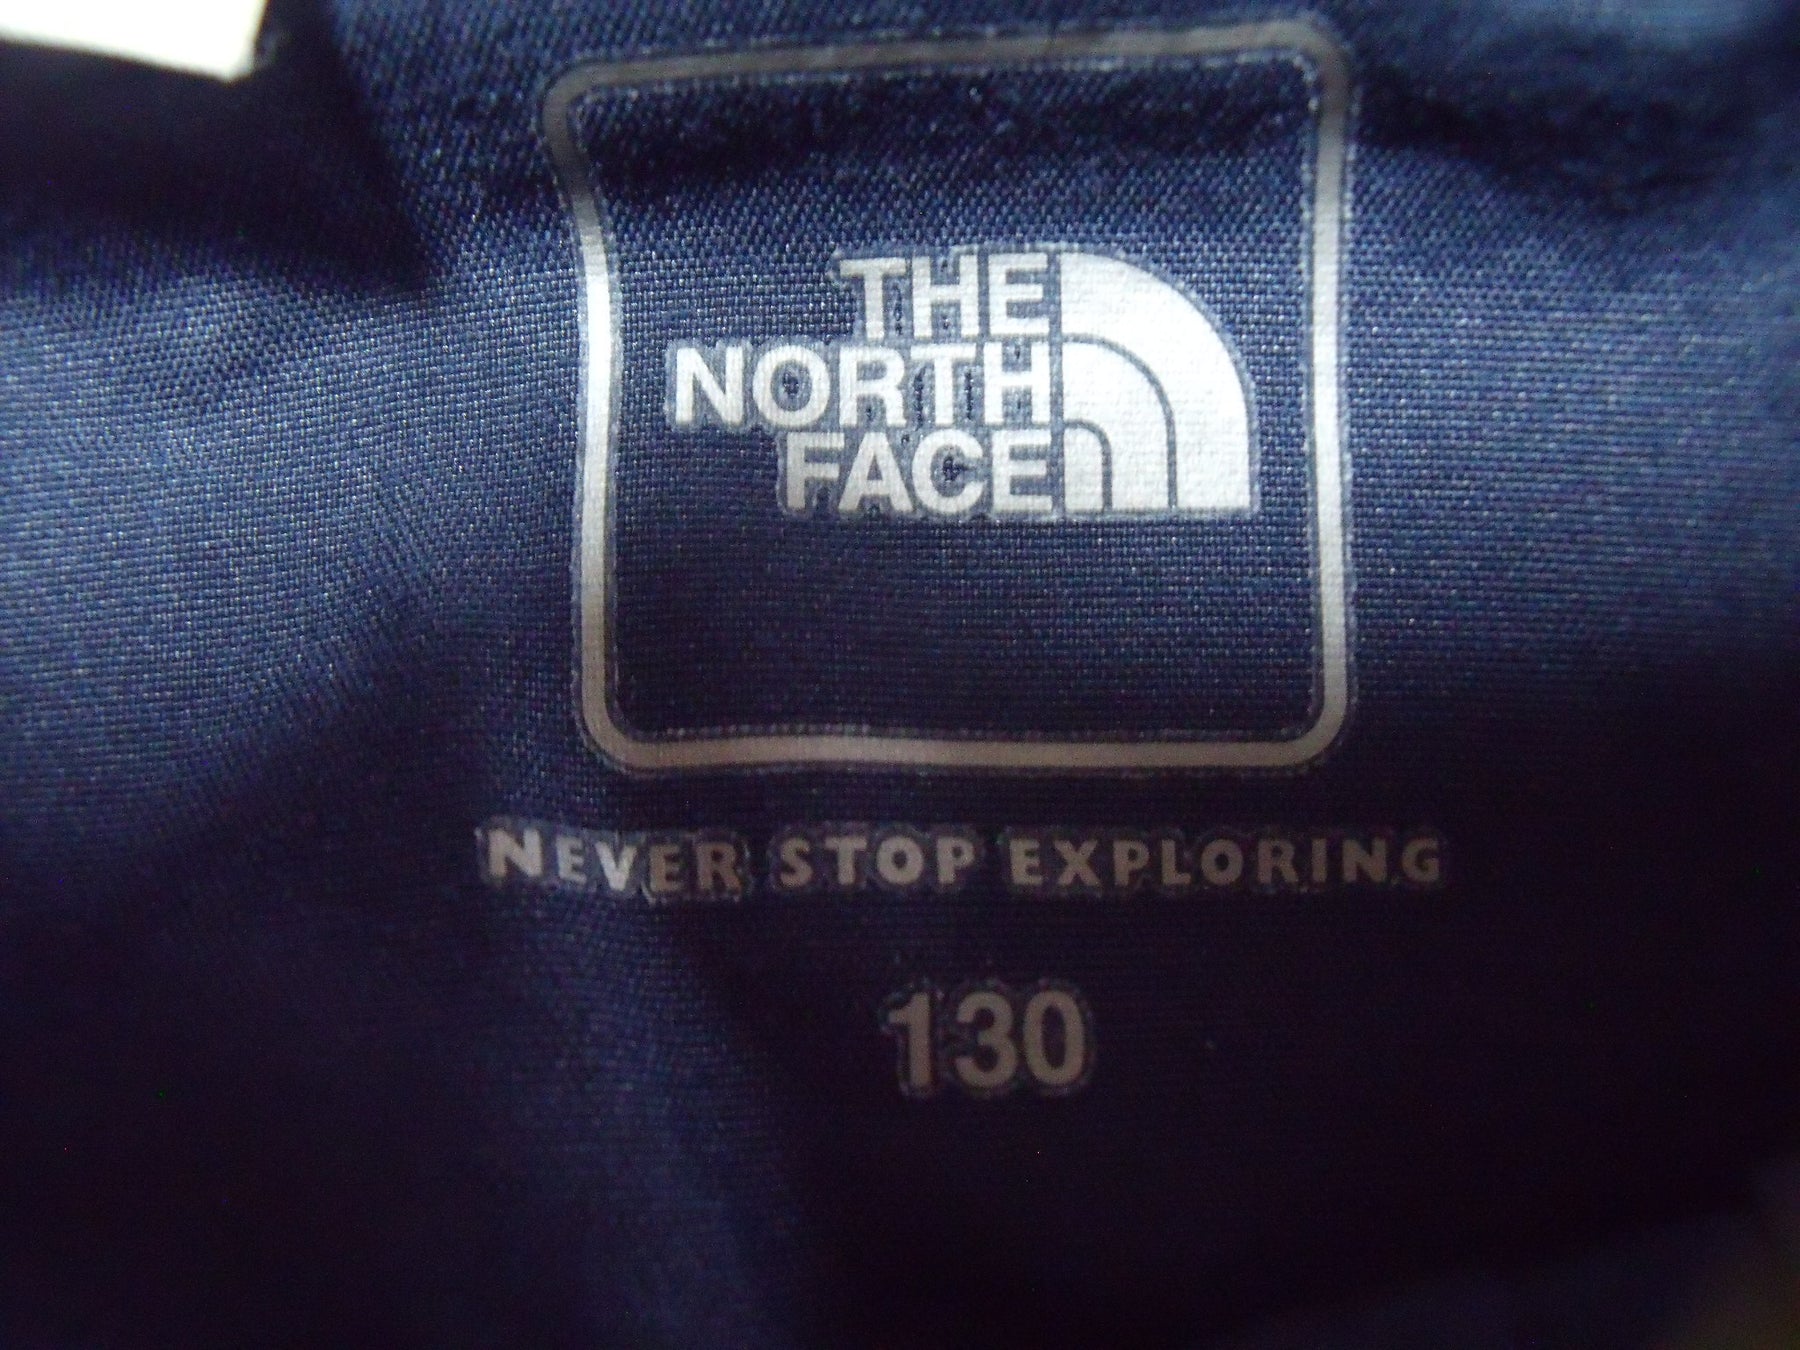 THE
NORTH
FACE
NEVER STOP EXPLORING
130